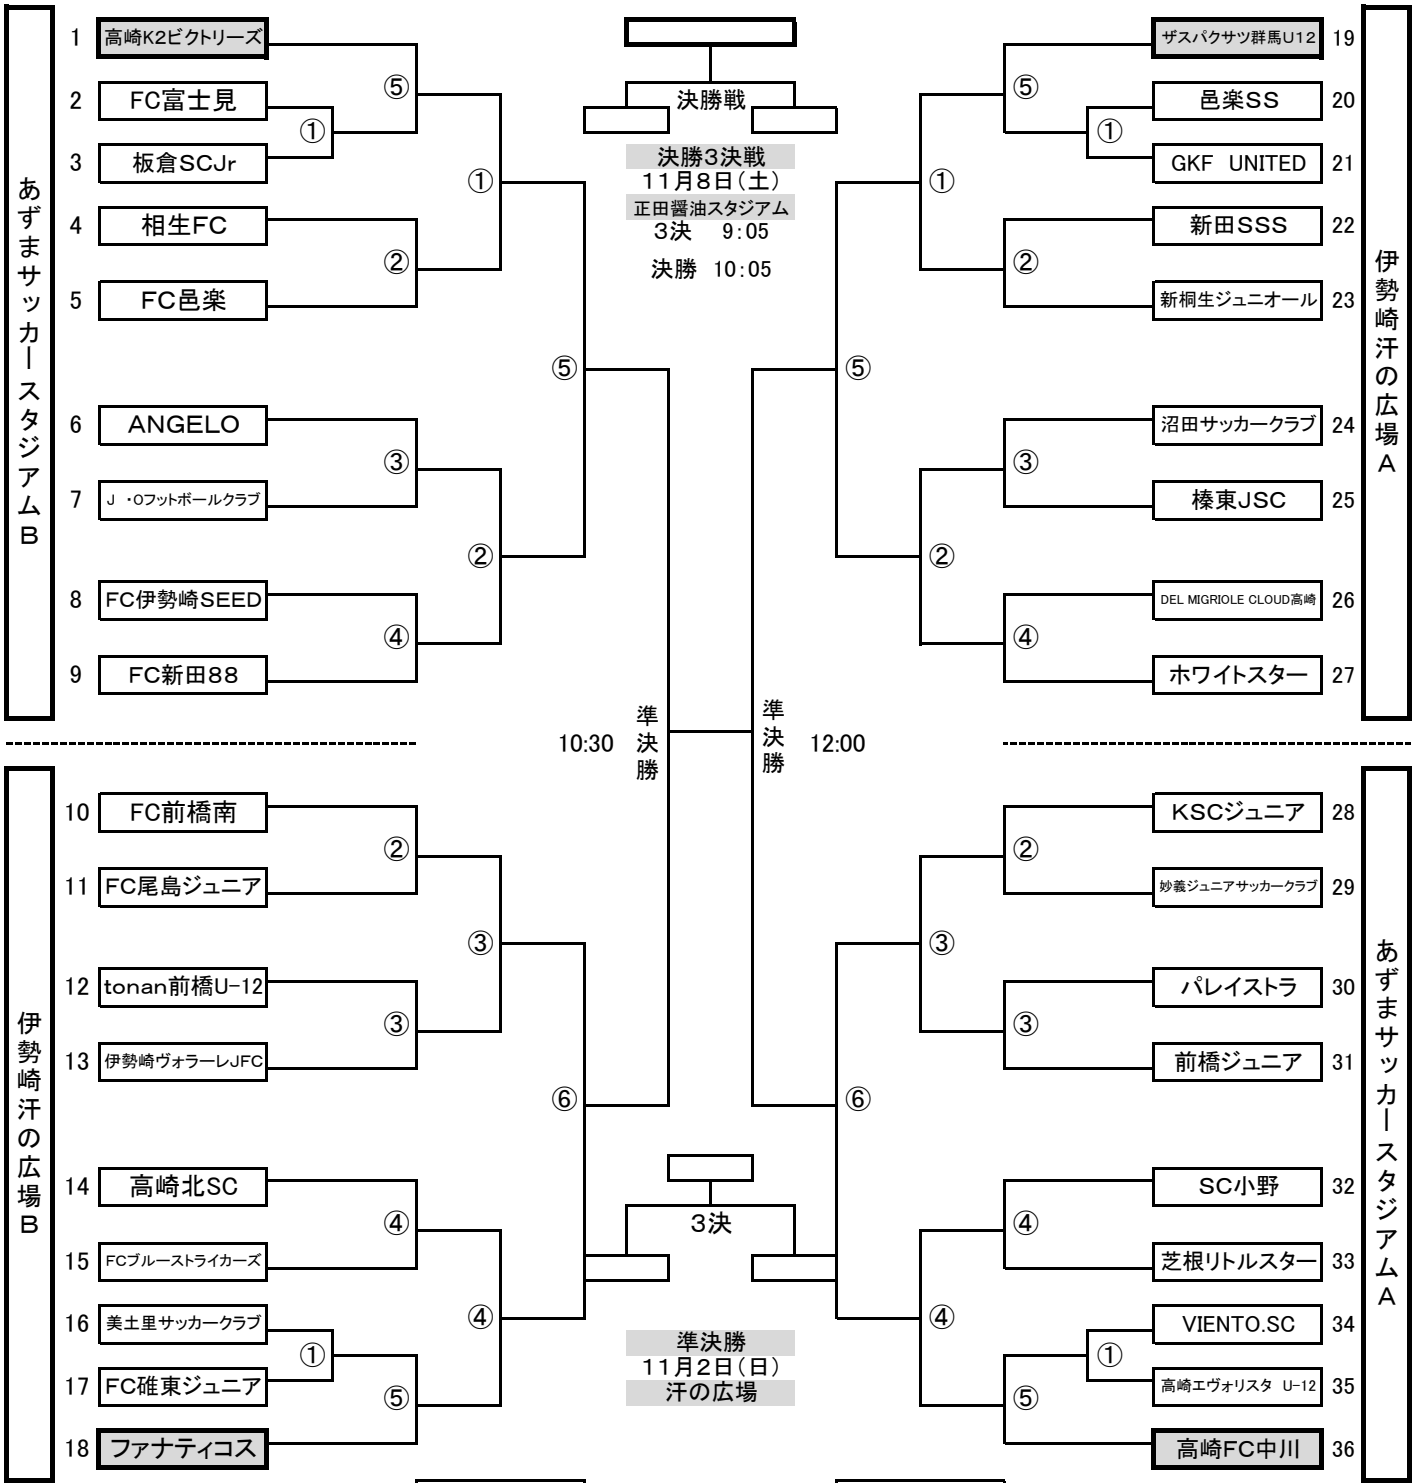 あずまサッカースタジアムB
1 高崎K2ビクトリーズ
2 FC富士見
3 板倉SCJr
4 相生FC
5 FC邑楽
6 ANGELO
7 J ・Oフットボールクラブ
8 FC伊勢崎SEED
9 FC新田88
①
⑤
②
③
④
①
②
⑤
伊勢崎汗の広場B
10 FC前橋南
11 FC尾島ジュニア
12 tonan前橋U-12
13 伊勢崎ヴォラーレJFC
14 高崎北SC
15 FCブルーストライカーズ
16 美土里サッカークラブ
17 FC碓東ジュニア
18 ファナティコス
②
③
④
①
⑤
③
④
⑥
決勝戦
決勝3決戦
11月8日(土)
正田醤油スタジアム
3決 9:05
決勝 10:05
10:30 準決勝
準決勝 12:00
3決
準決勝
11月2日(日)
汗の広場
ザスパクサツ群馬U12 19
邑楽SS 20
GKF UNITED 21
新田SSS 22
新桐生ジュニオール 23
沼田サッカークラブ 24
榛東JSC 25
DEL MIGRIOLE CLOUD高崎 26
ホワイトスター 27
⑤
①
②
③
④
①
②
⑤
伊勢崎汗の広場A
KSCジュニア 28
妙義ジュニアサッカークラブ 29
パレイストラ 30
前橋ジュニア 31
SC小野 32
芝根リトルスター 33
VIENTO.SC 34
高崎エヴォリスタ U-12 35
高崎FC中川 36
②
③
④
①
⑤
③
④
⑥
あずまサッカースタジアムA